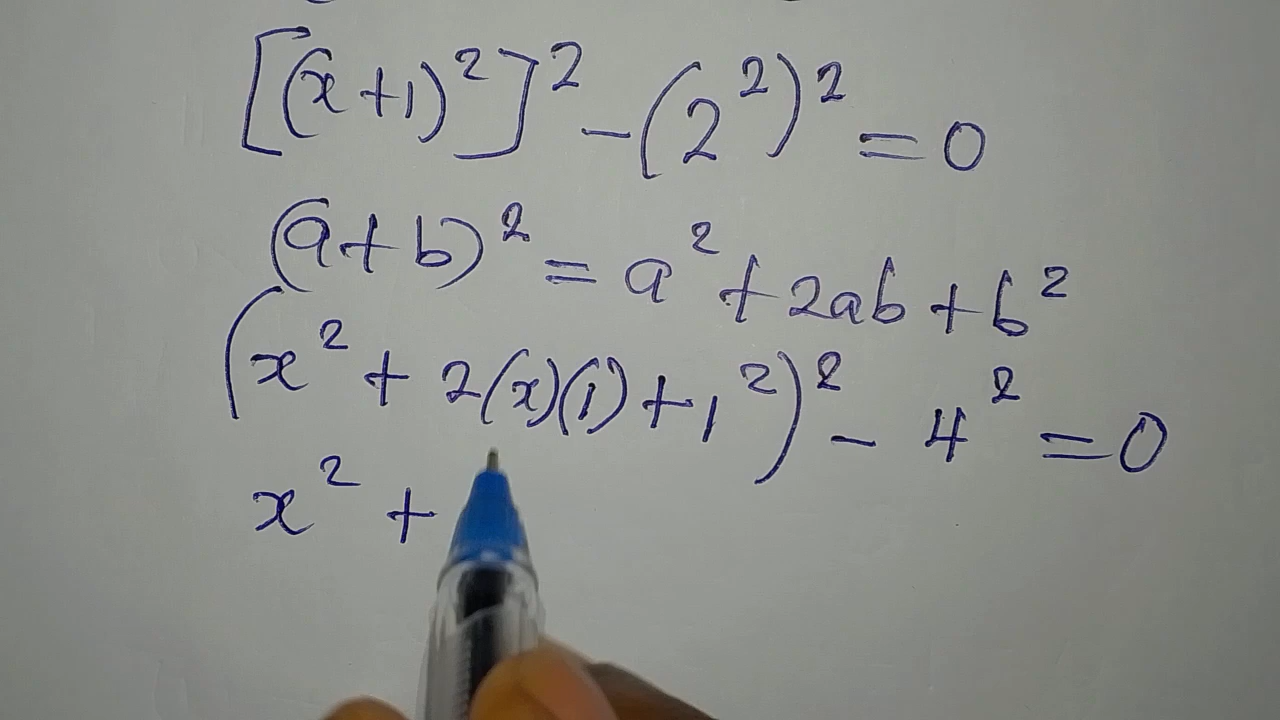 [(x+1)²]² - (2²)² = 0
(a+b)² = a² + 2ab + b²
(x² + 2(x)(1) + 1²)² - 4² = 0
x² +